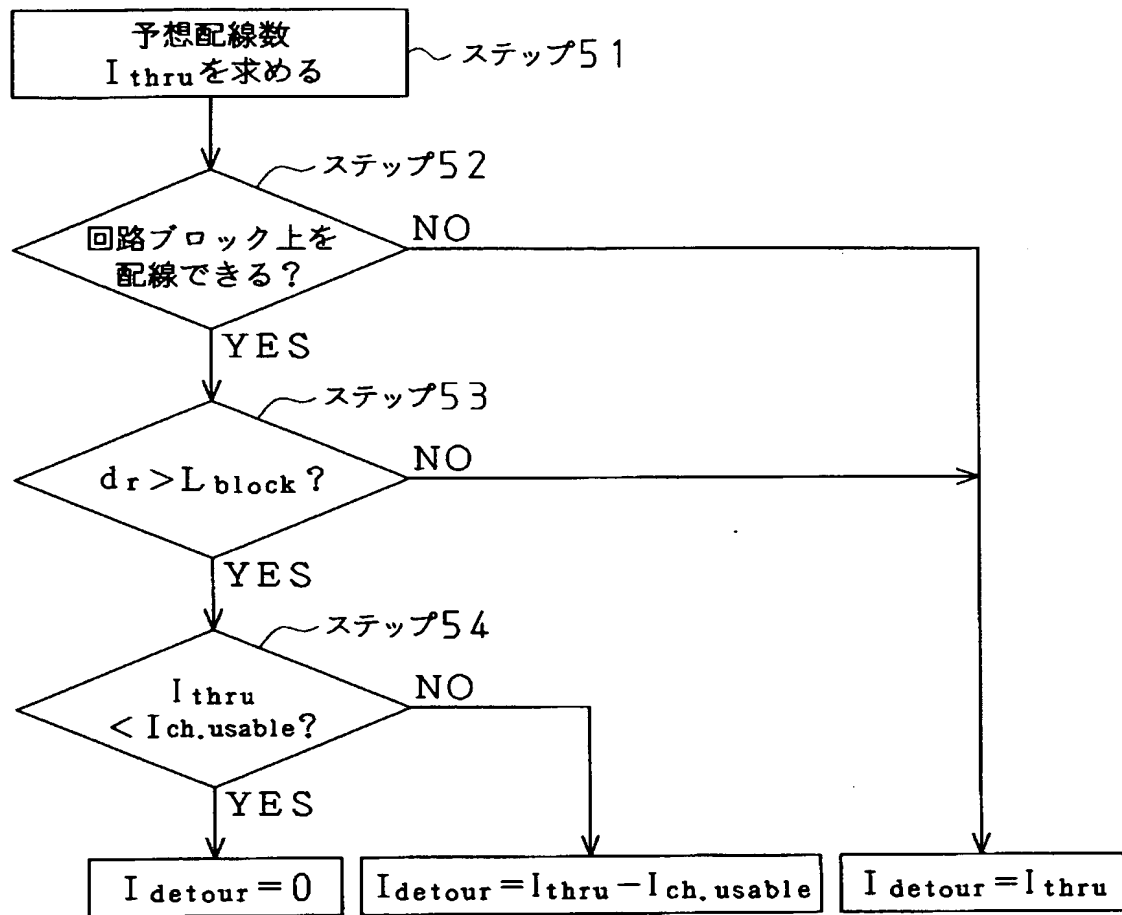 予想配線数
I thruを求める
ステップ51
ステップ52
回路ブロック上を
配線できる?
NO
YES
ステップ53
dr>L block?
NO
YES
ステップ54
I thru
< I ch.usable?
NO
YES
I detour=0
I detour=I thru-I ch.usable
I detour=I thru